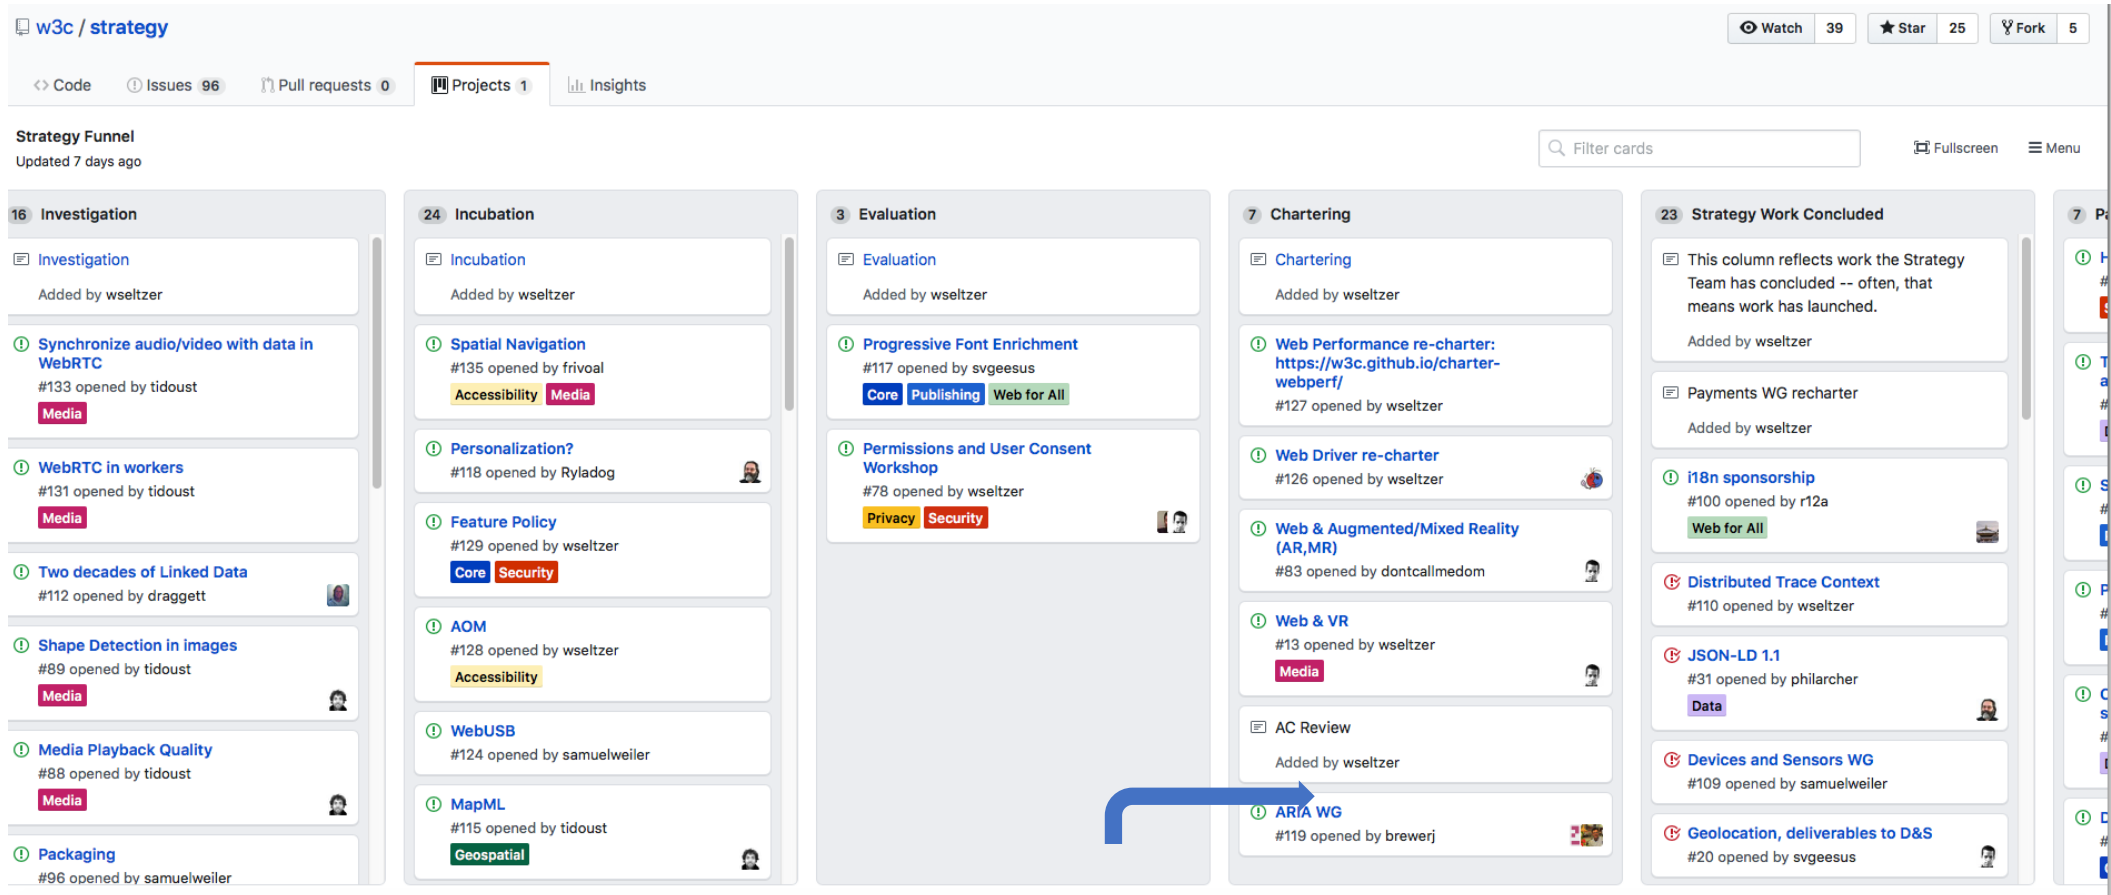 w3c / strategy
Watch 39
Star 25
Fork 5
Code
Issues 96
Pull requests 0
Projects 1
Insights
Strategy Funnel
Updated 7 days ago
Filter cards
Fullscreen
Menu
16 Investigation
Investigation
Added by wseltzer
Synchronize audio/video with data in
WebRTC
#133 opened by tidoust
Media
WebRTC in workers
#131 opened by tidoust
Media
Two decades of Linked Data
#112 opened by draggett
Shape Detection in images
#89 opened by tidoust
Media
Media Playback Quality
#88 opened by tidoust
Media
Packaging
#96 opened by samuelweiler
24 Incubation
Incubation
Added by wseltzer
Spatial Navigation
#135 opened by frivoal
Accessibility Media
Personalization?
#118 opened by Ryladog
Feature Policy
#129 opened by wseltzer
Core Security
AOM
#128 opened by wseltzer
Accessibility
WebUSB
#124 opened by samuelweiler
MapML
#115 opened by tidoust
Geospatial
3 Evaluation
Evaluation
Added by wseltzer
Progressive Font Enrichment
#117 opened by svgeesus
Core Publishing Web for All
Permissions and User Consent
Workshop
#78 opened by wseltzer
Privacy Security
7 Chartering
Chartering
Added by wseltzer
Web Performance re-charter:
https://w3c.github.io/charter-
webperf/
#127 opened by wseltzer
Web Driver re-charter
#126 opened by wseltzer
Web & Augmented/Mixed Reality
(AR,MR)
#83 opened by dontcallmedom
Web & VR
#13 opened by wseltzer
Media
AC Review
Added by wseltzer
ARIA WG
#119 opened by brewerj
23 Strategy Work Concluded
This column reflects work the Strategy
Team has concluded -- often, that
means work has launched.
Added by wseltzer
Payments WG recharter
Added by wseltzer
i18n sponsorship
#100 opened by r12a
Web for All
Distributed Trace Context
#110 opened by wseltzer
JSON-LD 1.1
#31 opened by philarcher
Data
Devices and Sensors WG
#109 opened by samuelweiler
Geolocation, deliverables to D&S
#20 opened by svgeesus
7